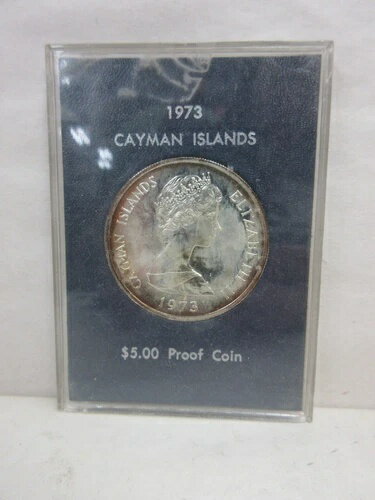 1973
CAYMAN ISLANDS
CAYMAN ISLANDS
ELIZABETH II
1973
$5.00 Proof Coin